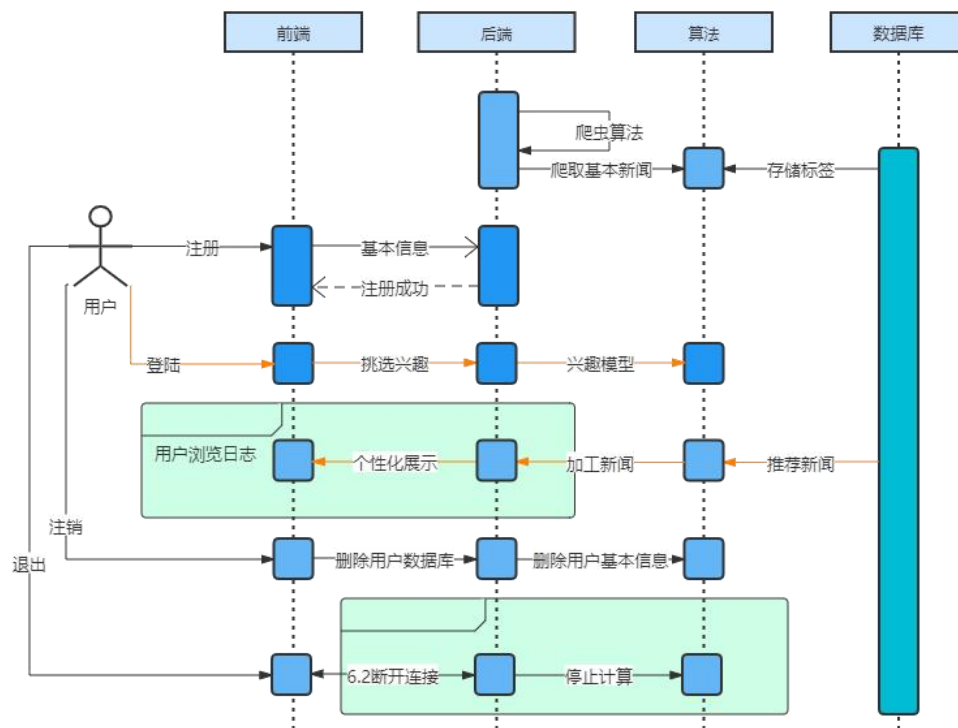 前端
后端
算法
数据库
爬虫算法
爬取基本新闻
存储标签
注册
基本信息
注册成功
用户
登陆
挑选兴趣
兴趣模型
用户浏览日志
个性化展示
加工新闻
推荐新闻
注销
退出
删除用户数据库
删除用户基本信息
6.2断开连接
停止计算